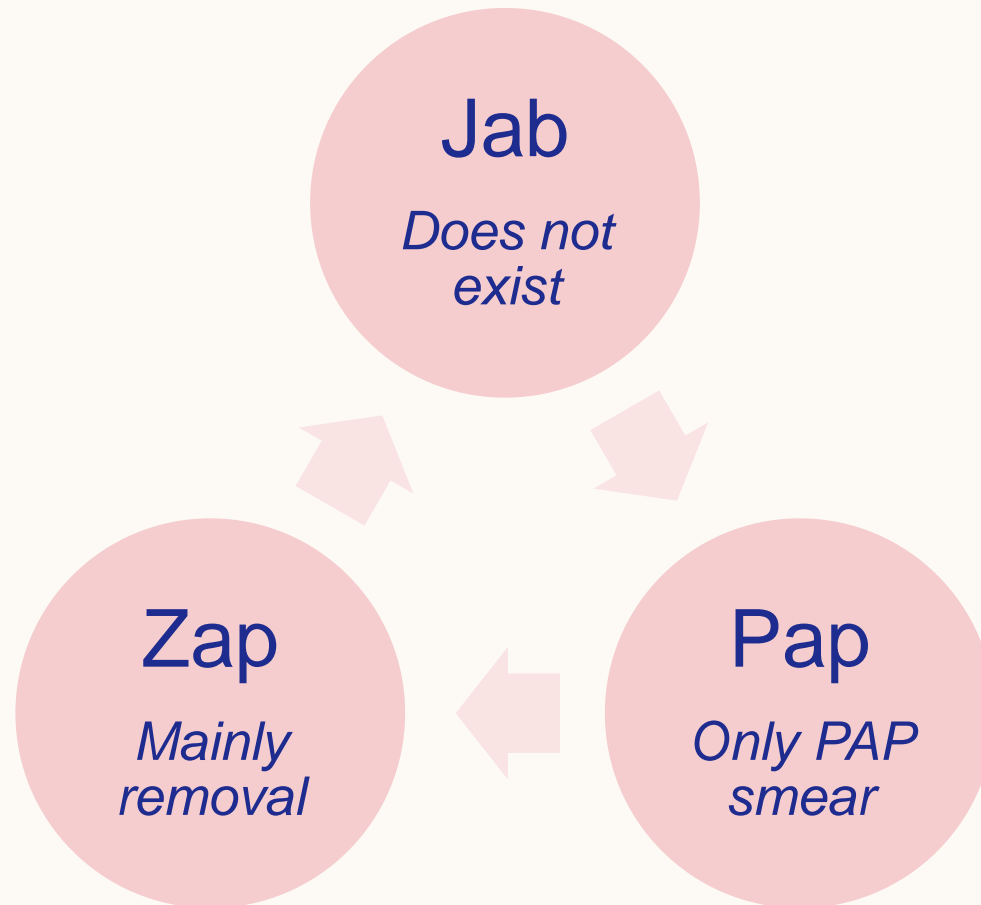 Jab
Does not
exist
Zap
Mainly
removal
Pap
Only PAP
smear